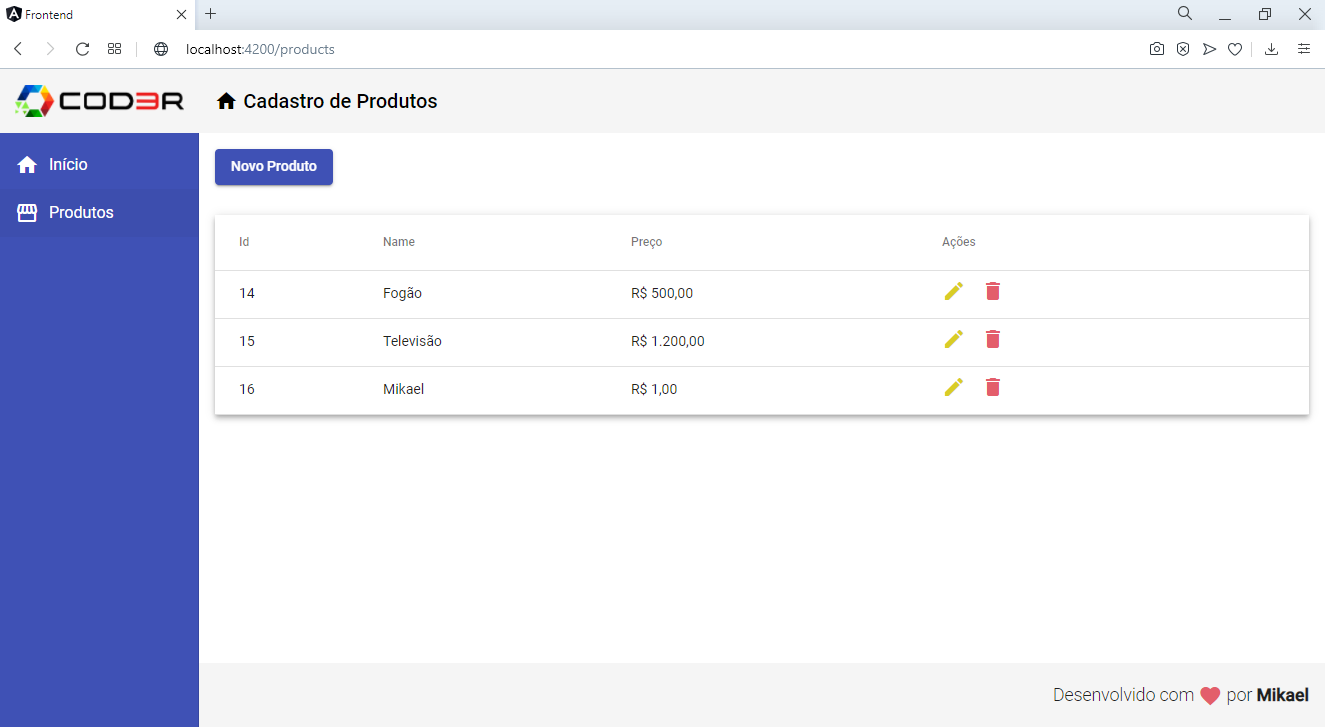 Frontend
localhost:4200/products
COD3R
Cadastro de Produtos
Início
Produtos
Novo Produto
Id Name Preço Ações
14 Fogão R$ 500,00
15 Televisão R$ 1.200,00
16 Mikael R$ 1,00
Desenvolvido com por Mikael